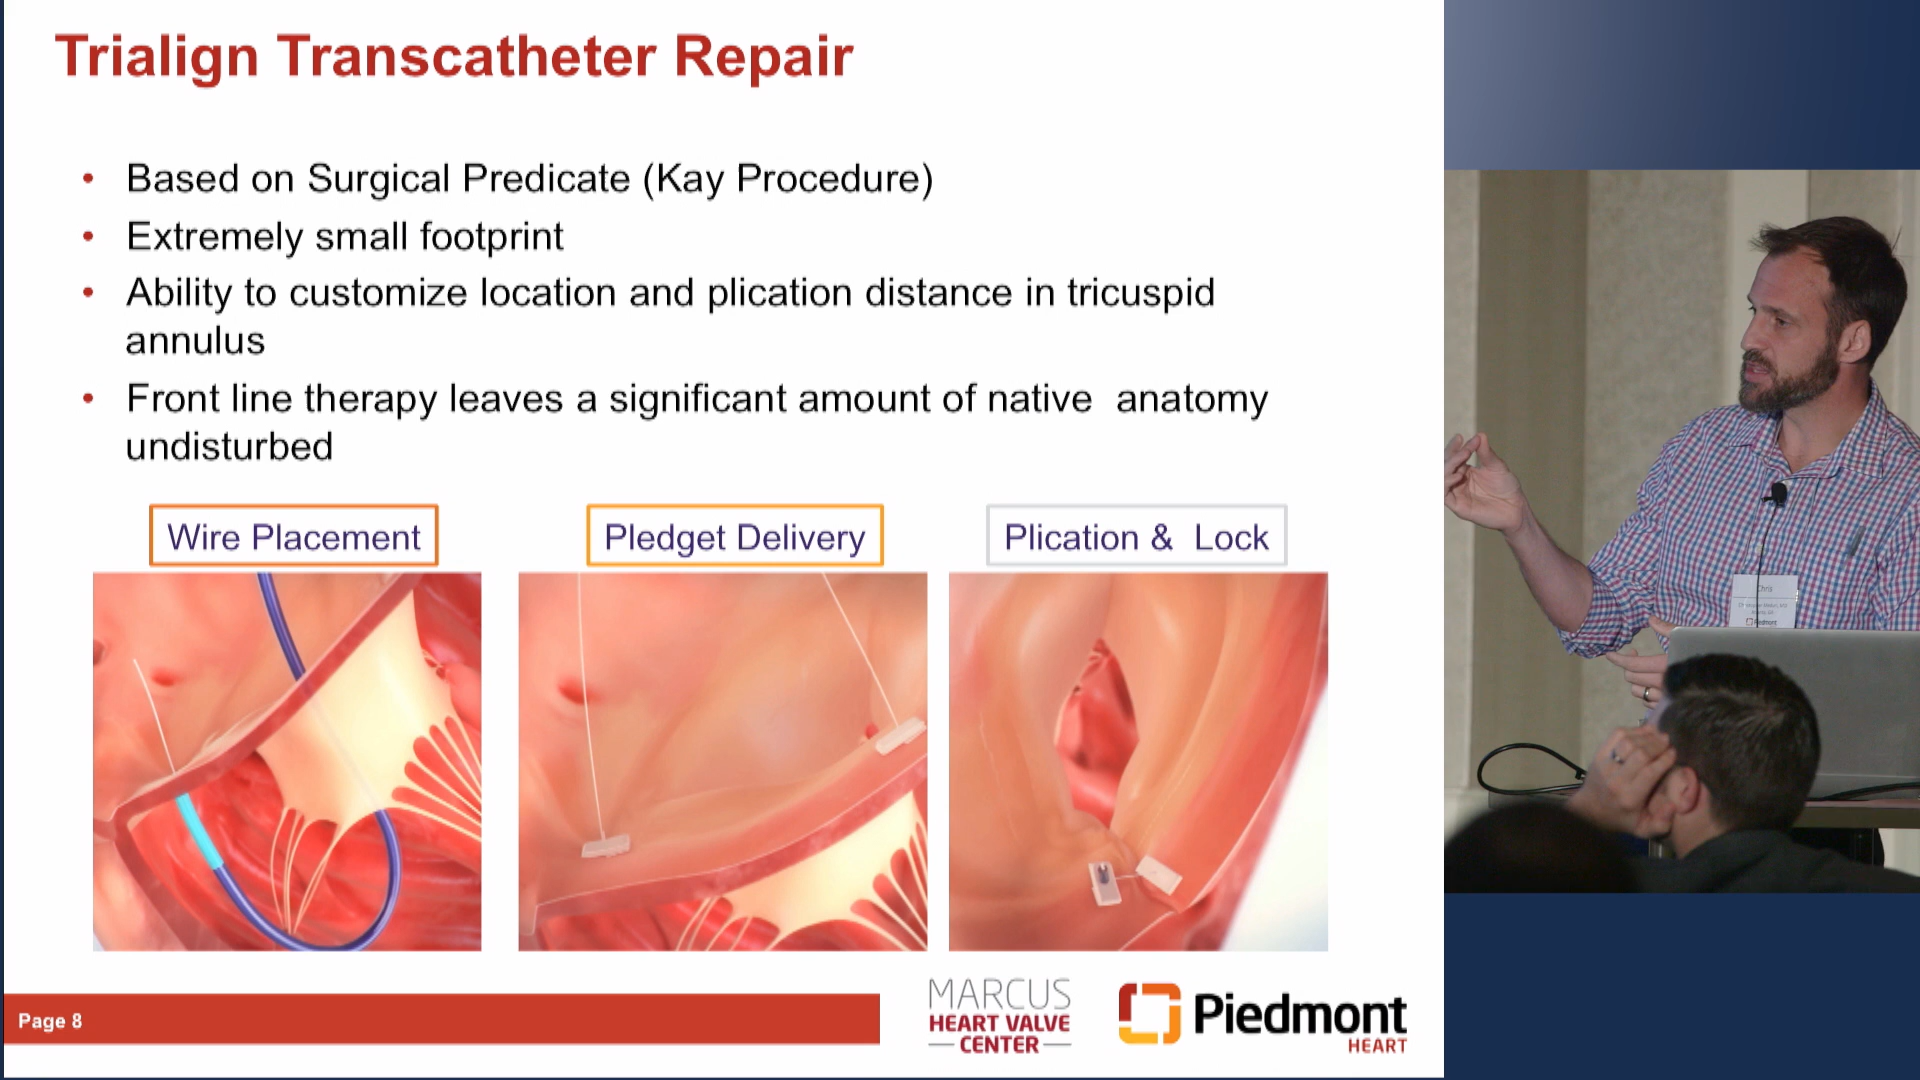 Trialign Transcatheter Repair
• Based on Surgical Predicate (Kay Procedure)
• Extremely small footprint
• Ability to customize location and plication distance in tricuspid
annulus
• Front line therapy leaves a significant amount of native anatomy
undisturbed
Wire Placement
Pledget Delivery
Plication & Lock
Page 8
MARCUS
HEART VALVE
CENTER
Piedmont
HEART
Chris
Piedmont